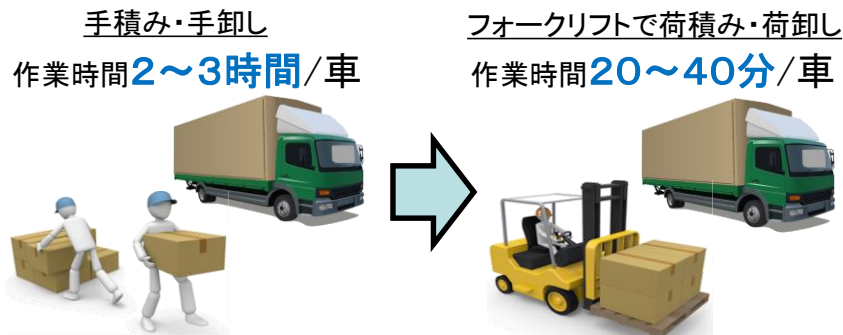 手積み・手卸し
作業時間２～３時間/車
フォークリフトで荷積み・荷卸し
作業時間２０～４０分/車